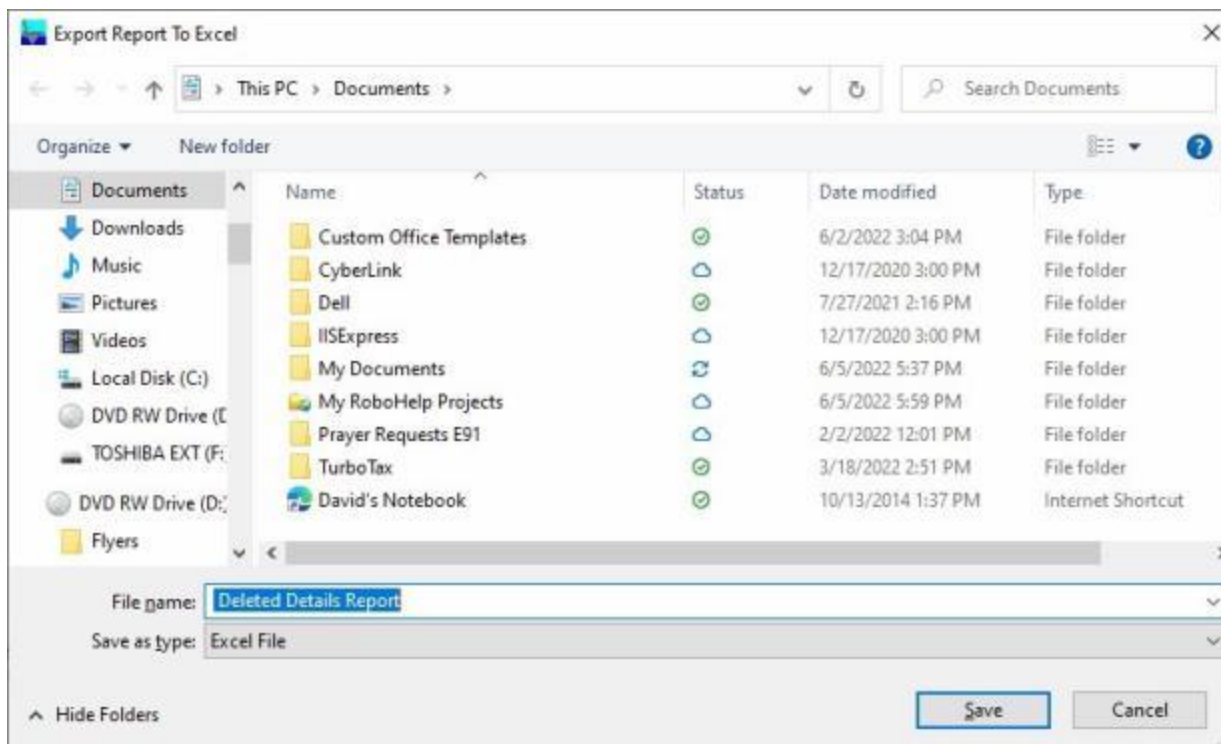 Export Report To Excel
This PC > Documents >
Search Documents
Organize
New folder
Name
Status
Date modified
Type
Documents
Downloads
Music
Pictures
Videos
Local Disk (C:)
DVD RW Drive (D
TOSHIBA EXT (F:
DVD RW Drive (D:)
Flyers
Custom Office Templates 6/2/2022 3:04 PM File folder
CyberLink 12/17/2020 3:00 PM File folder
Dell 7/27/2021 2:16 PM File folder
IISExpress 12/17/2020 3:00 PM File folder
My Documents 6/5/2022 5:37 PM File folder
My RoboHelp Projects 6/5/2022 5:59 PM File folder
Prayer Requests E91 2/2/2022 12:01 PM File folder
TurboTax 3/18/2022 2:51 PM File folder
David's Notebook 10/13/2014 1:37 PM Internet Shortcut
File name: Deleted Details Report
Save as type: Excel File
Hide Folders
Save
Cancel